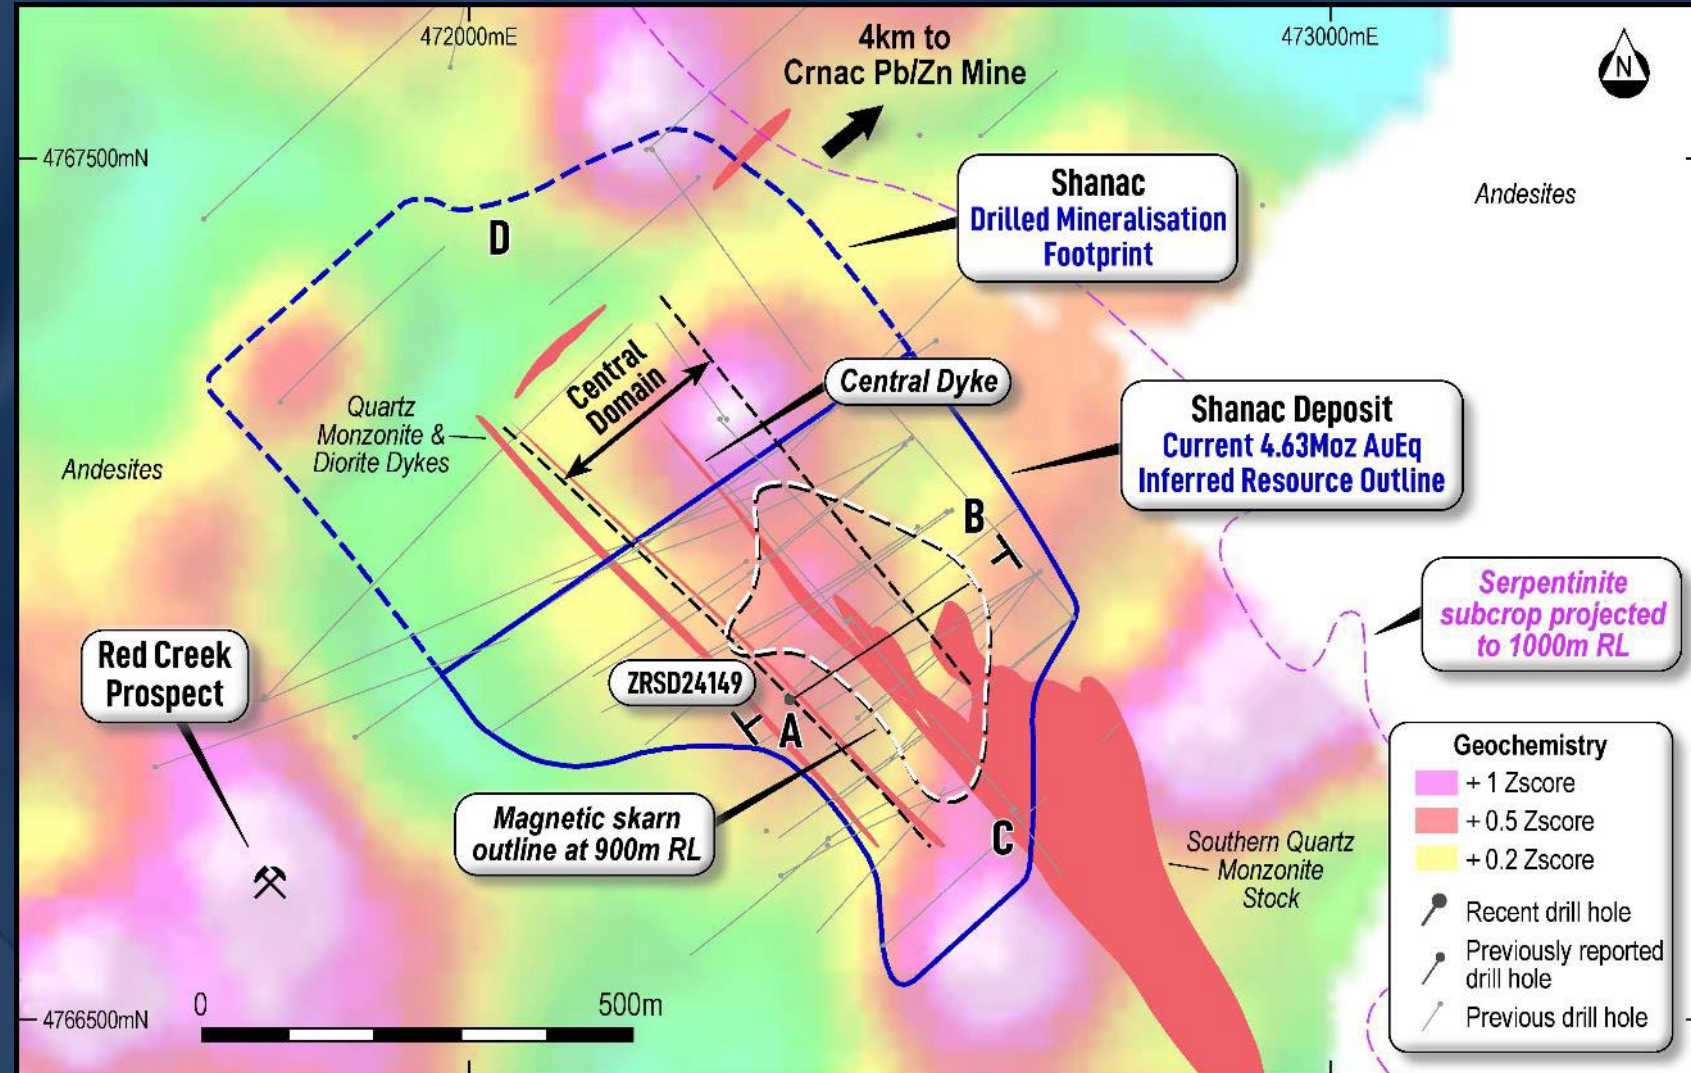 472000mE
473000mE
4km to
Crnac Pb/Zn Mine
N
4767500mN
Andesites
Shanac
Drilled Mineralisation
Footprint
D
Central
Domain
Central Dyke
Shanac Deposit
Current 4.63Moz AuEq
Inferred Resource Outline
Quartz
Monzonite &
Diorite Dykes
Andesites
B
Serpentinite
subcrop projected
to 1000m RL
Red Creek
Prospect
ZRSD24149
A
Magnetic skarn
outline at 900m RL
C
Southern Quartz
Monzonite
Stock
Geochemistry
+ 1 Zscore
+ 0.5 Zscore
+ 0.2 Zscore
Recent drill hole
Previously reported
drill hole
Previous drill hole
0
500m
4766500mN